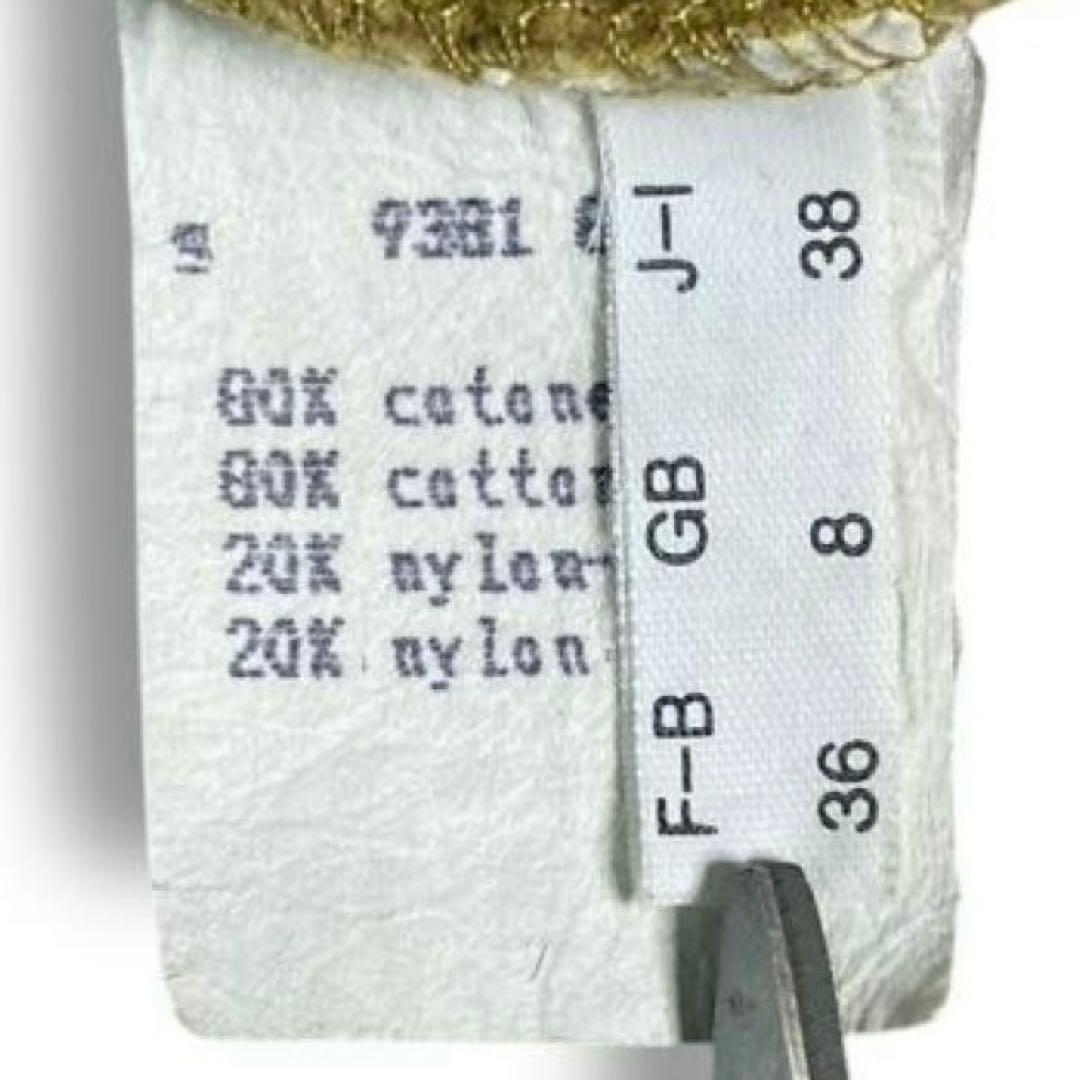 9381
80% cotone
80% cotton
20% nylon-
20% nylon
J-I 38
GB 8
F-B 36